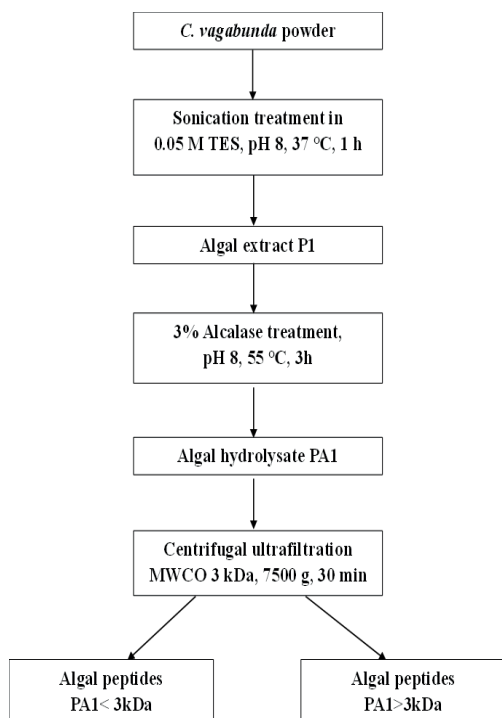 C. vagabunda powder
Sonication treatment in
0.05 M TES, pH 8, 37 °C, 1 h
Algal extract P1
3% Alcalase treatment,
pH 8, 55 °C, 3h
Algal hydrolysate PA1
Centrifugal ultrafiltration
MWCO 3 kDa, 7500 g, 30 min
Algal peptides
PA1< 3kDa
Algal peptides
PA1>3kDa